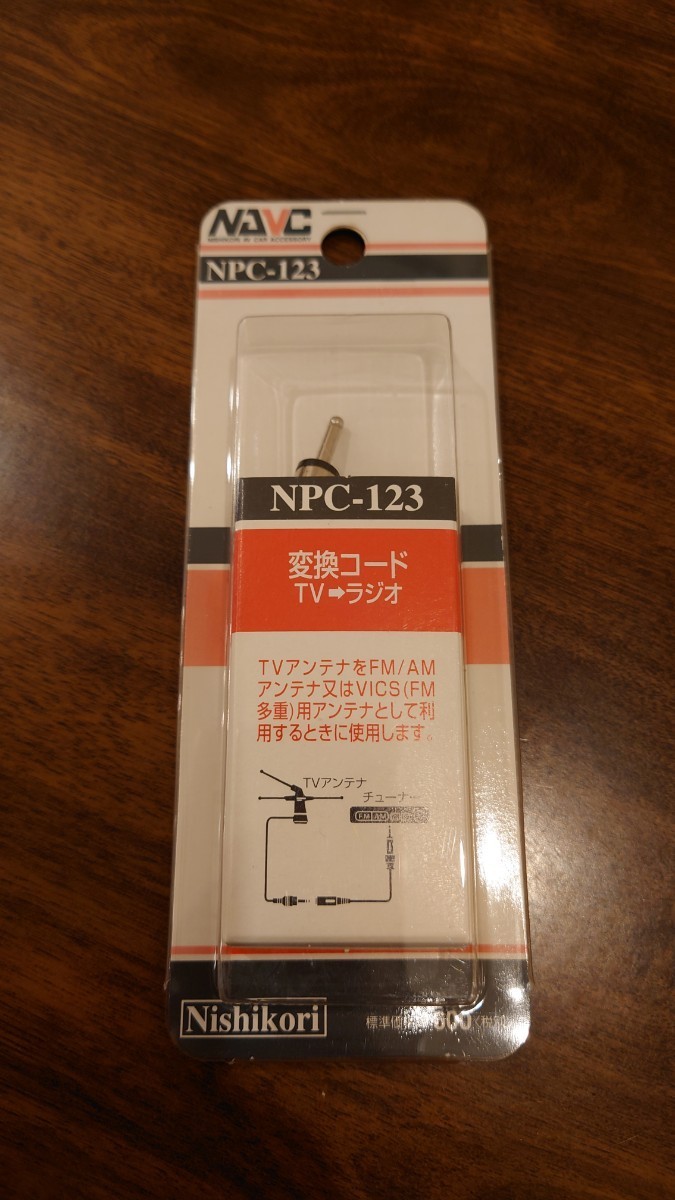 NAVC
NPC-123
NPC-123
変換コード
TV➡ラジオ
TVアンテナをFM/AM
アンテナ又はVICS(FM
多重)用アンテナとして利
用するときに使用します。
TVアンテナ
チューナー
FM AM
Nishikori
標準価